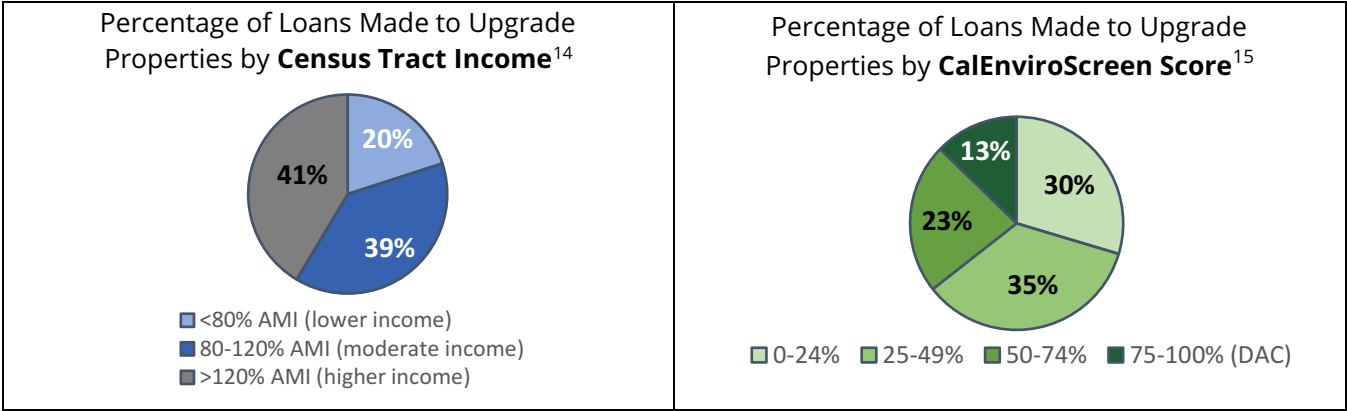 Percentage of Loans Made to Upgrade
Properties by Census Tract Income14
20%
41%
39%
<80% AMI (lower income)
80-120% AMI (moderate income)
>120% AMI (higher income)
Percentage of Loans Made to Upgrade
Properties by CalEnviroScreen Score15
13%
30%
23%
35%
0-24% 25-49% 50-74% 75-100% (DAC)